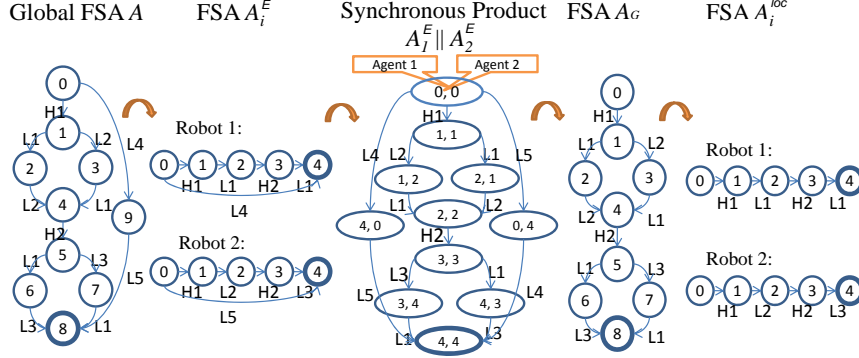 Global FSA A
FSA A_i^E
Synchronous Product
A_1^E || A_2^E
FSA A_G
FSA A_i^loc
Agent 1
Agent 2
0
H1
1
L1
L2
2
3
L4
L2
4
L1
9
H2
5
L1
L3
6
7
L5
L3
8
L1
Robot 1:
0
1
2
3
4
H1
L1
H2
L1
L4
Robot 2:
0
1
2
3
4
H1
L2
H2
L3
L5
0, 0
H1
1, 1
L4
L2
L1
L5
1, 2
2, 1
L1
2, 2
L2
4, 0
0, 4
H2
3, 3
L3
L1
L5
3, 4
4, 3
L4
L1
L3
4, 4
0
H1
1
L1
L2
2
3
L2
4
L1
H2
5
L1
L3
6
7
L3
8
L1
Robot 1:
0
1
2
3
4
H1
L1
H2
L1
Robot 2:
0
1
2
3
4
H1
L2
H2
L3